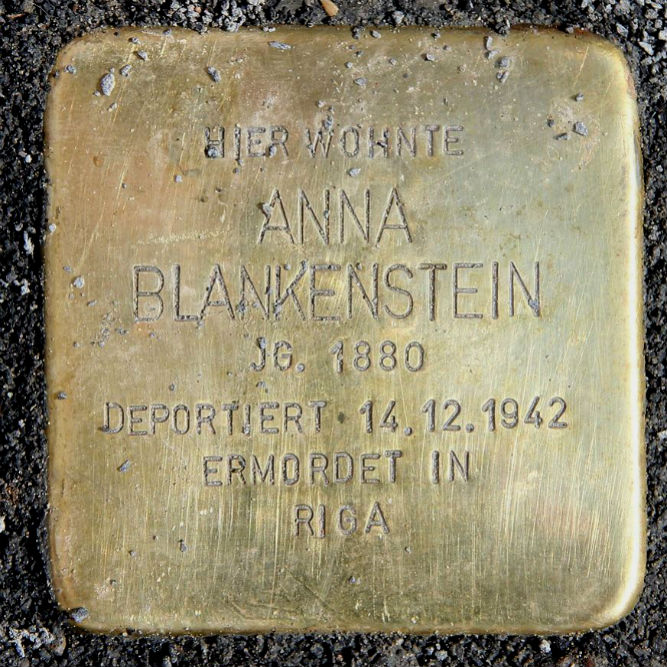 HIER WOHNTE
ANNA
BLANKENSTEIN
JG. 1880
DEPORTIERT 14.12.1942
ERMORDET IN
RIGA